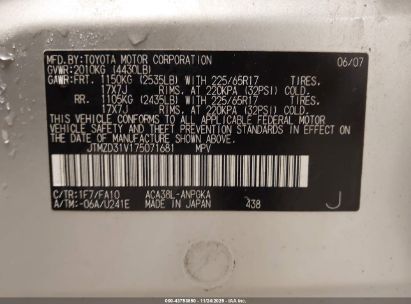 MFD.BY:TOYOTA MOTOR CORPORATION 06/07
GVWR:2010KG (4430LB)
GAWR:FRT. 1150KG (2535LB) WITH 225/65R17 TIRES,
17X7J RIMS, AT 220KPA (32PSI) COLD.
RR. 1105KG (2435LB) WITH 225/65R17 TIRES,
17X7J RIMS, AT 220KPA (32PSI) COLD.
THIS VEHICLE CONFORMS TO ALL APPLICABLE FEDERAL MOTOR
VEHICLE SAFETY STANDARDS IN EFFECT ON
THE DATE OF MANUFACTURE SHOWN ABOVE.
JTMZD31V175071681 MPV
C/TR:1F7/FA10 ACA38L-ANPGKA
A/TM:-06A/U241E MADE IN JAPAN 438 J